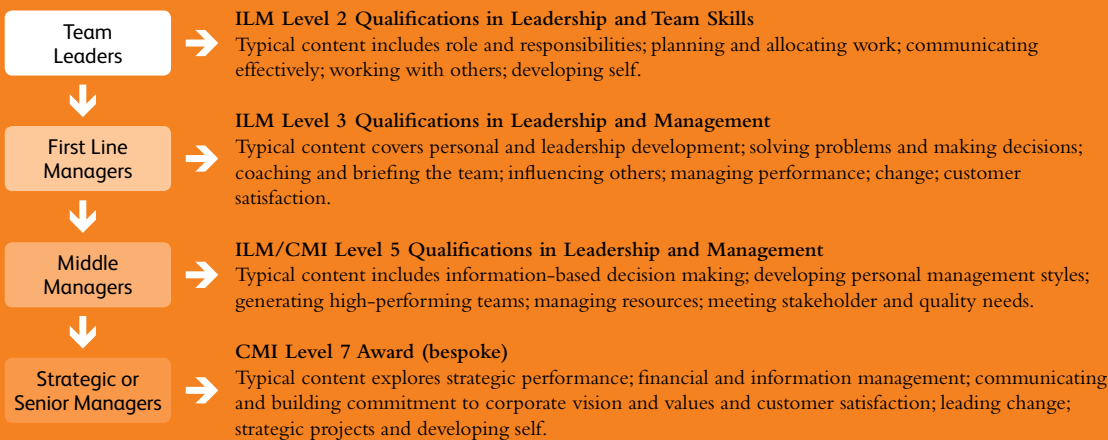 Team
Leaders
ILM Level 2 Qualifications in Leadership and Team Skills
Typical content includes role and responsibilities; planning and allocating work; communicating
effectively; working with others; developing self.
First Line
Managers
ILM Level 3 Qualifications in Leadership and Management
Typical content covers personal and leadership development; solving problems and making decisions;
coaching and briefing the team; influencing others; managing performance; change; customer
satisfaction.
Middle
Managers
ILM/CMI Level 5 Qualifications in Leadership and Management
Typical content includes information-based decision making; developing personal management styles;
generating high-performing teams; managing resources; meeting stakeholder and quality needs.
Strategic or
Senior Managers
CMI Level 7 Award (bespoke)
Typical content explores strategic performance; financial and information management; communicating
and building commitment to corporate vision and values and customer satisfaction; leading change;
strategic projects and developing self.